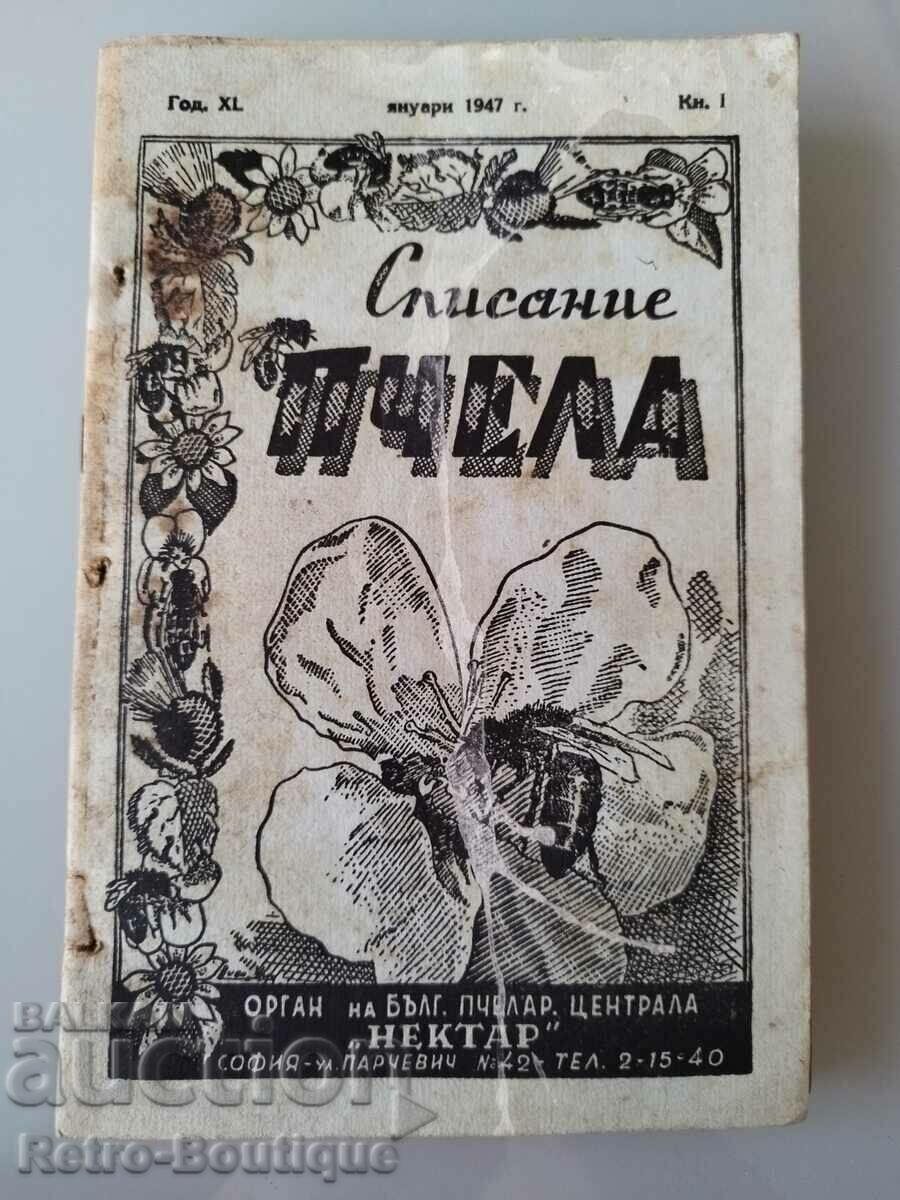 Год. XL януари 1947 г. Кн. I
Списание
ПЧЕЛА
ОРГАН на БЪЛГ. ПЧЕЛАР. ЦЕНТРАЛА
„НЕКТАР"
СОФИЯ - ул. ПАРЧЕВИЧ № 42 - ТЕЛ. 2-15-40
BALKAN
auction
Retro-Boutique